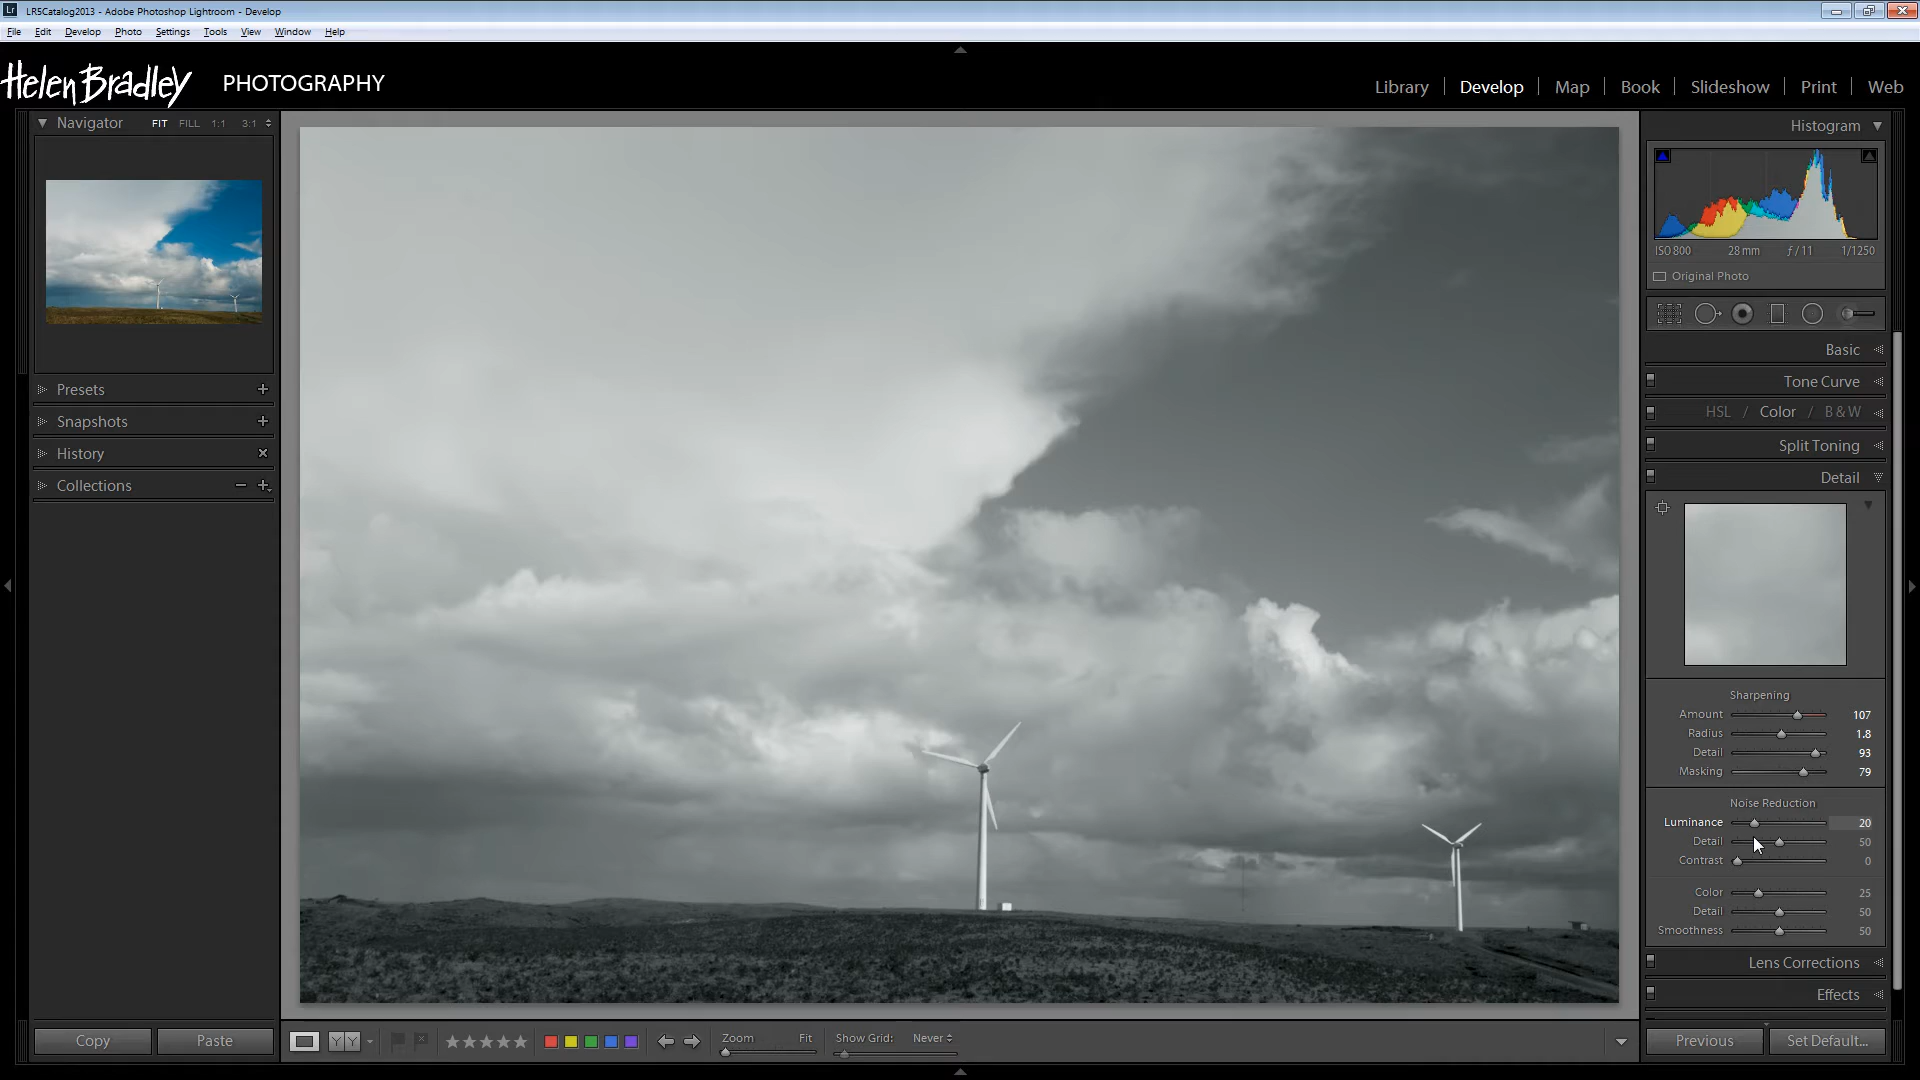 Lr LR5Catalog2013 - Adobe Photoshop Lightroom - Develop
File Edit Develop Photo Settings Tools View Window Help
Helen Bradley PHOTOGRAPHY
Library Develop Map Book Slideshow Print Web
Navigator FIT FILL 1:1 3:1
Histogram
ISO 800 28 mm ƒ / 11 1/1250
Original Photo
Basic
Presets
Tone Curve
Snapshots
HSL / Color / B & W
History
Split Toning
Collections
Detail
Sharpening
Amount 107
Radius 1.8
Detail 93
Masking 79
Noise Reduction
Luminance 20
Detail 50
Contrast 0
Color 25
Detail 50
Smoothness 50
Lens Corrections
Effects
Copy Paste
Y Y
Zoom Fit
Show Grid: Never
Previous Set Default...